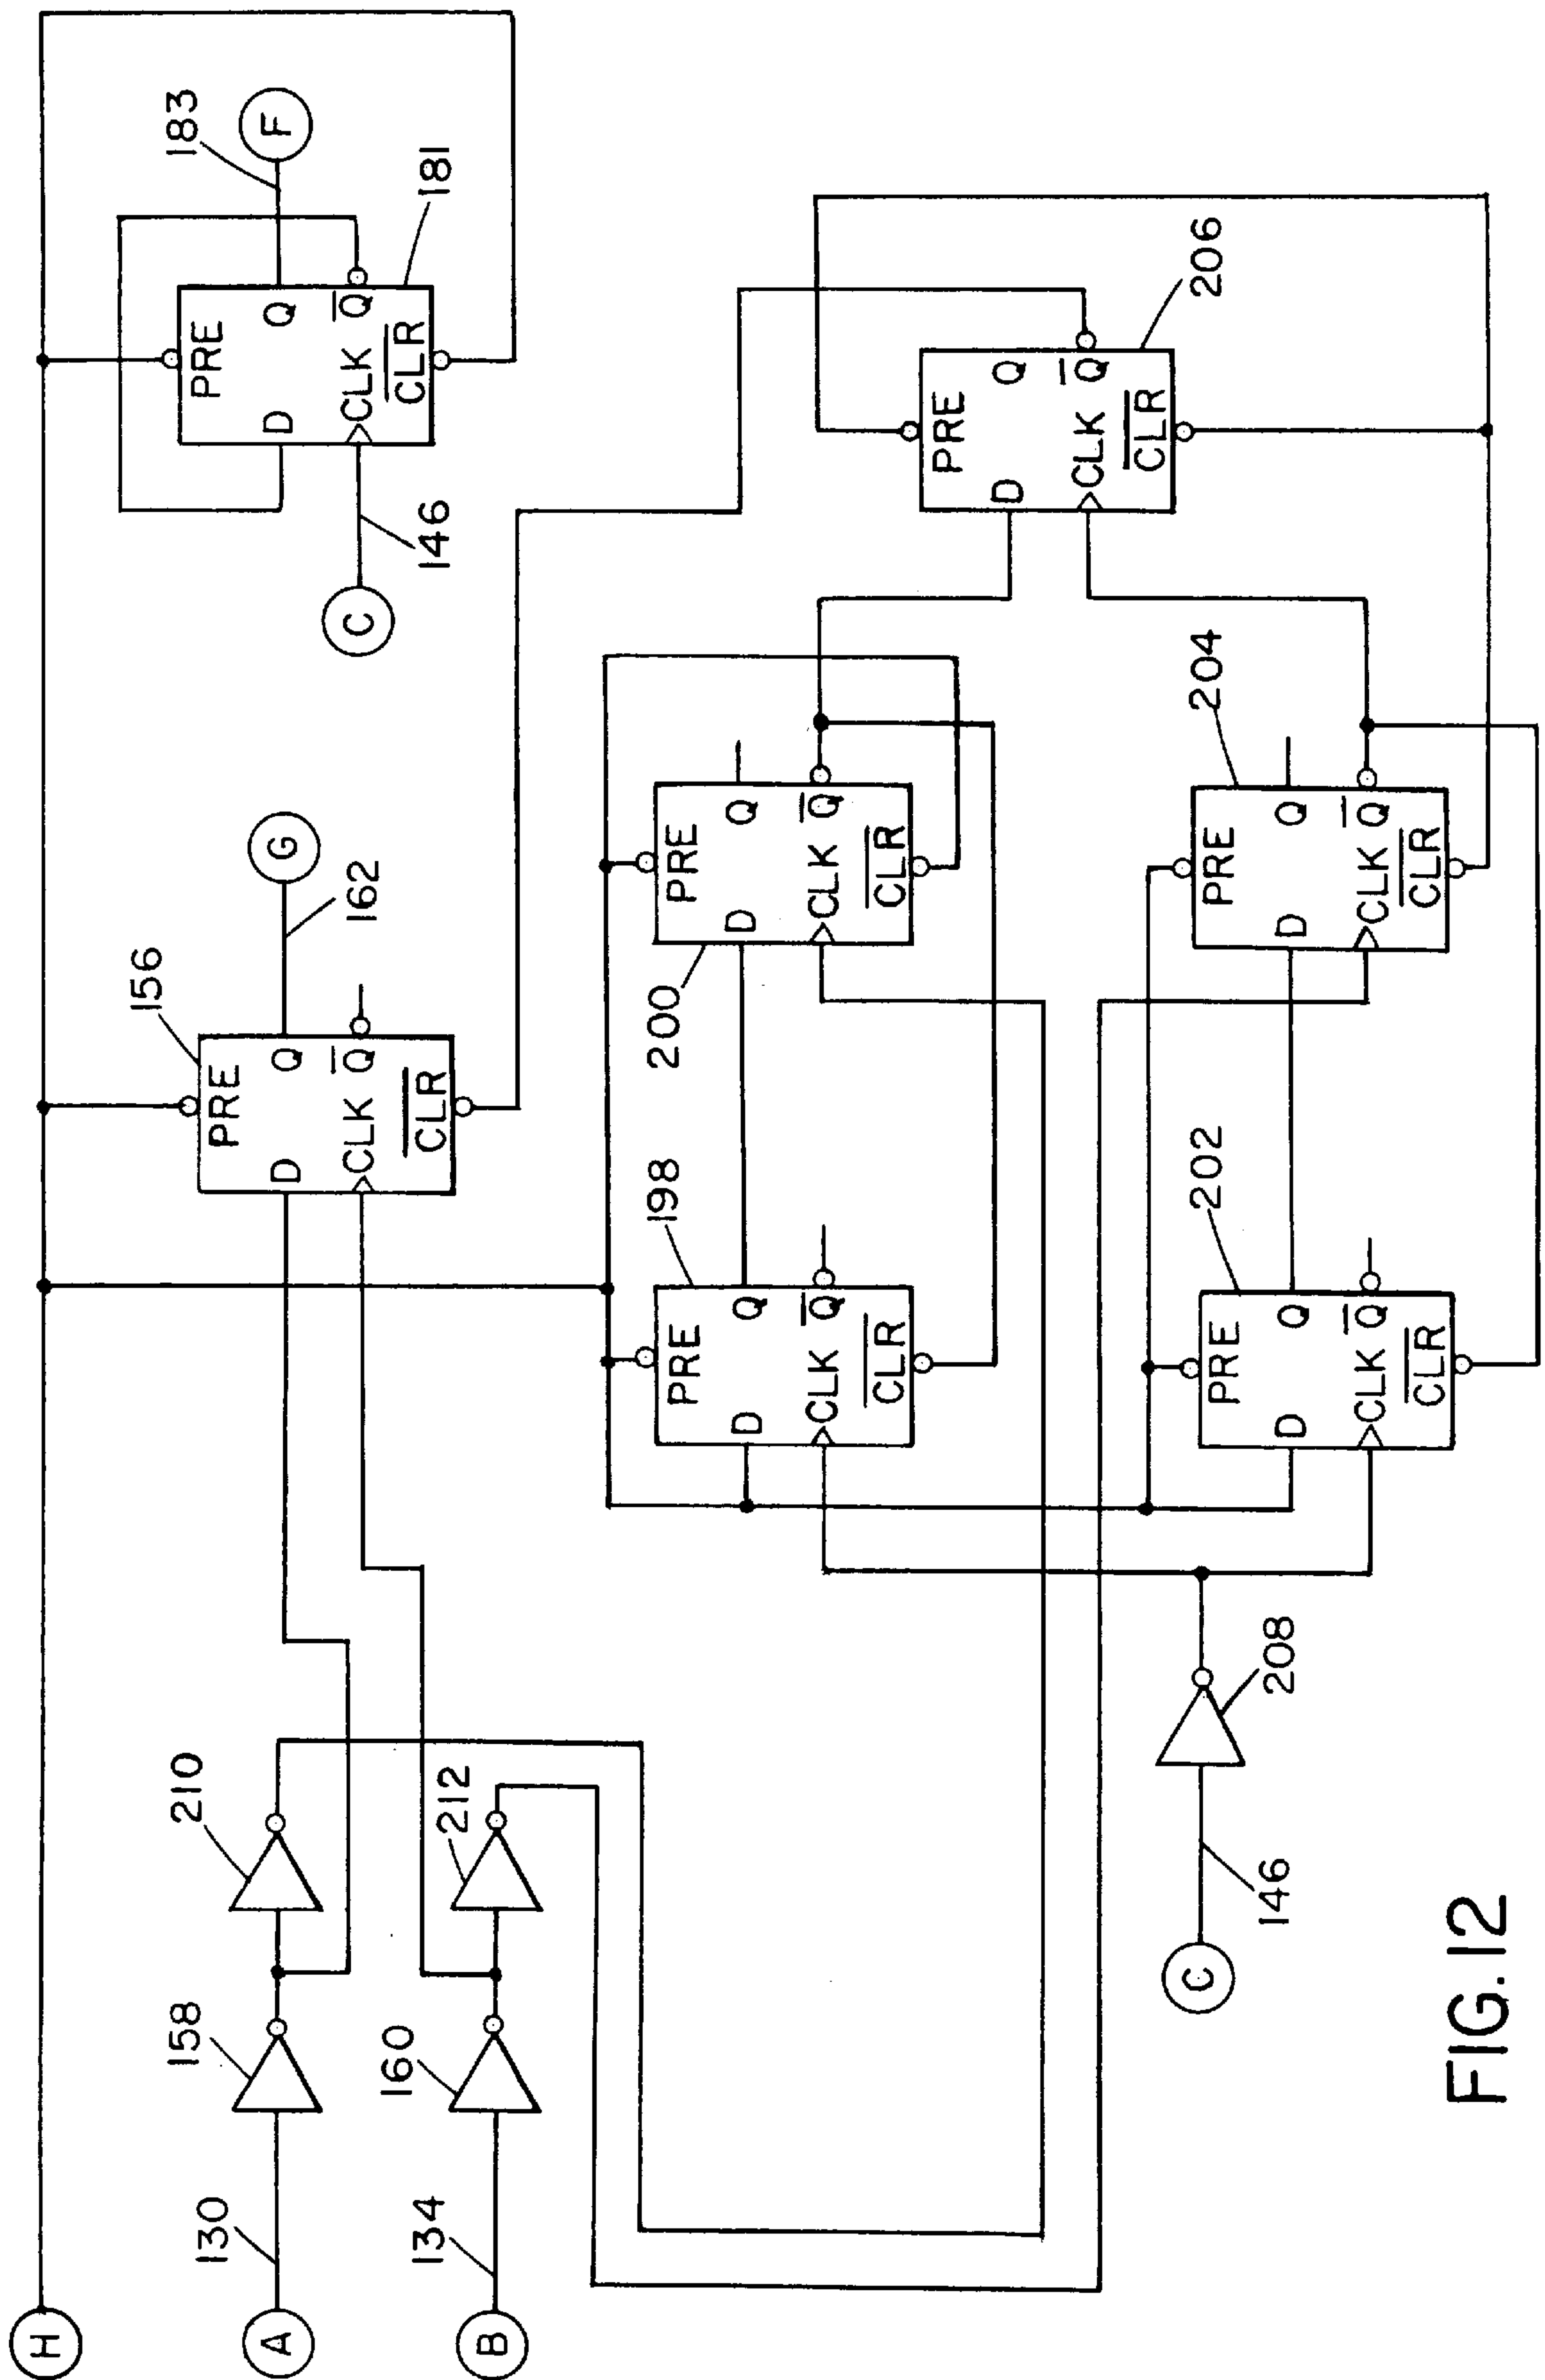 H
A
130
158
210
B
134
160
212
156
PRE
D
Q
CLK
Q
CLR
162
G
C
146
PRE
D
Q
CLK
Q
CLR
181
183
F
198
PRE
D
Q
CLK
Q
CLR
200
PRE
D
Q
CLK
Q
CLR
202
PRE
D
Q
CLK
Q
CLR
204
PRE
D
Q
CLK
Q
CLR
206
PRE
D
Q
CLK
Q
CLR
C
146
208
FIG. 12